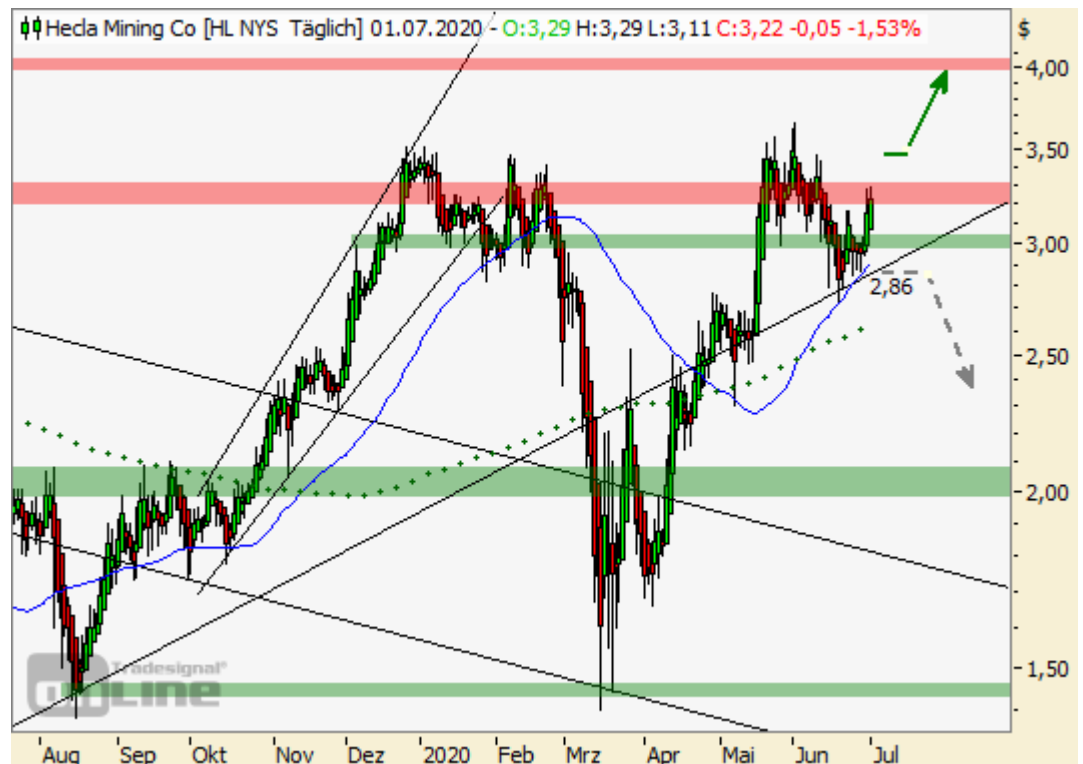 Hecla Mining Co [HL NYS Täglich] 01.07.2020 - O:3,29 H:3,29 L:3,11 C:3,22 -0,05 -1,53%
$
4,00
3,50
3,00
2,86
2,50
2,00
1,50
Tradesignal®
LINE
Aug Sep Okt Nov Dez 2020 Feb Mrz Apr Mai Jun Jul